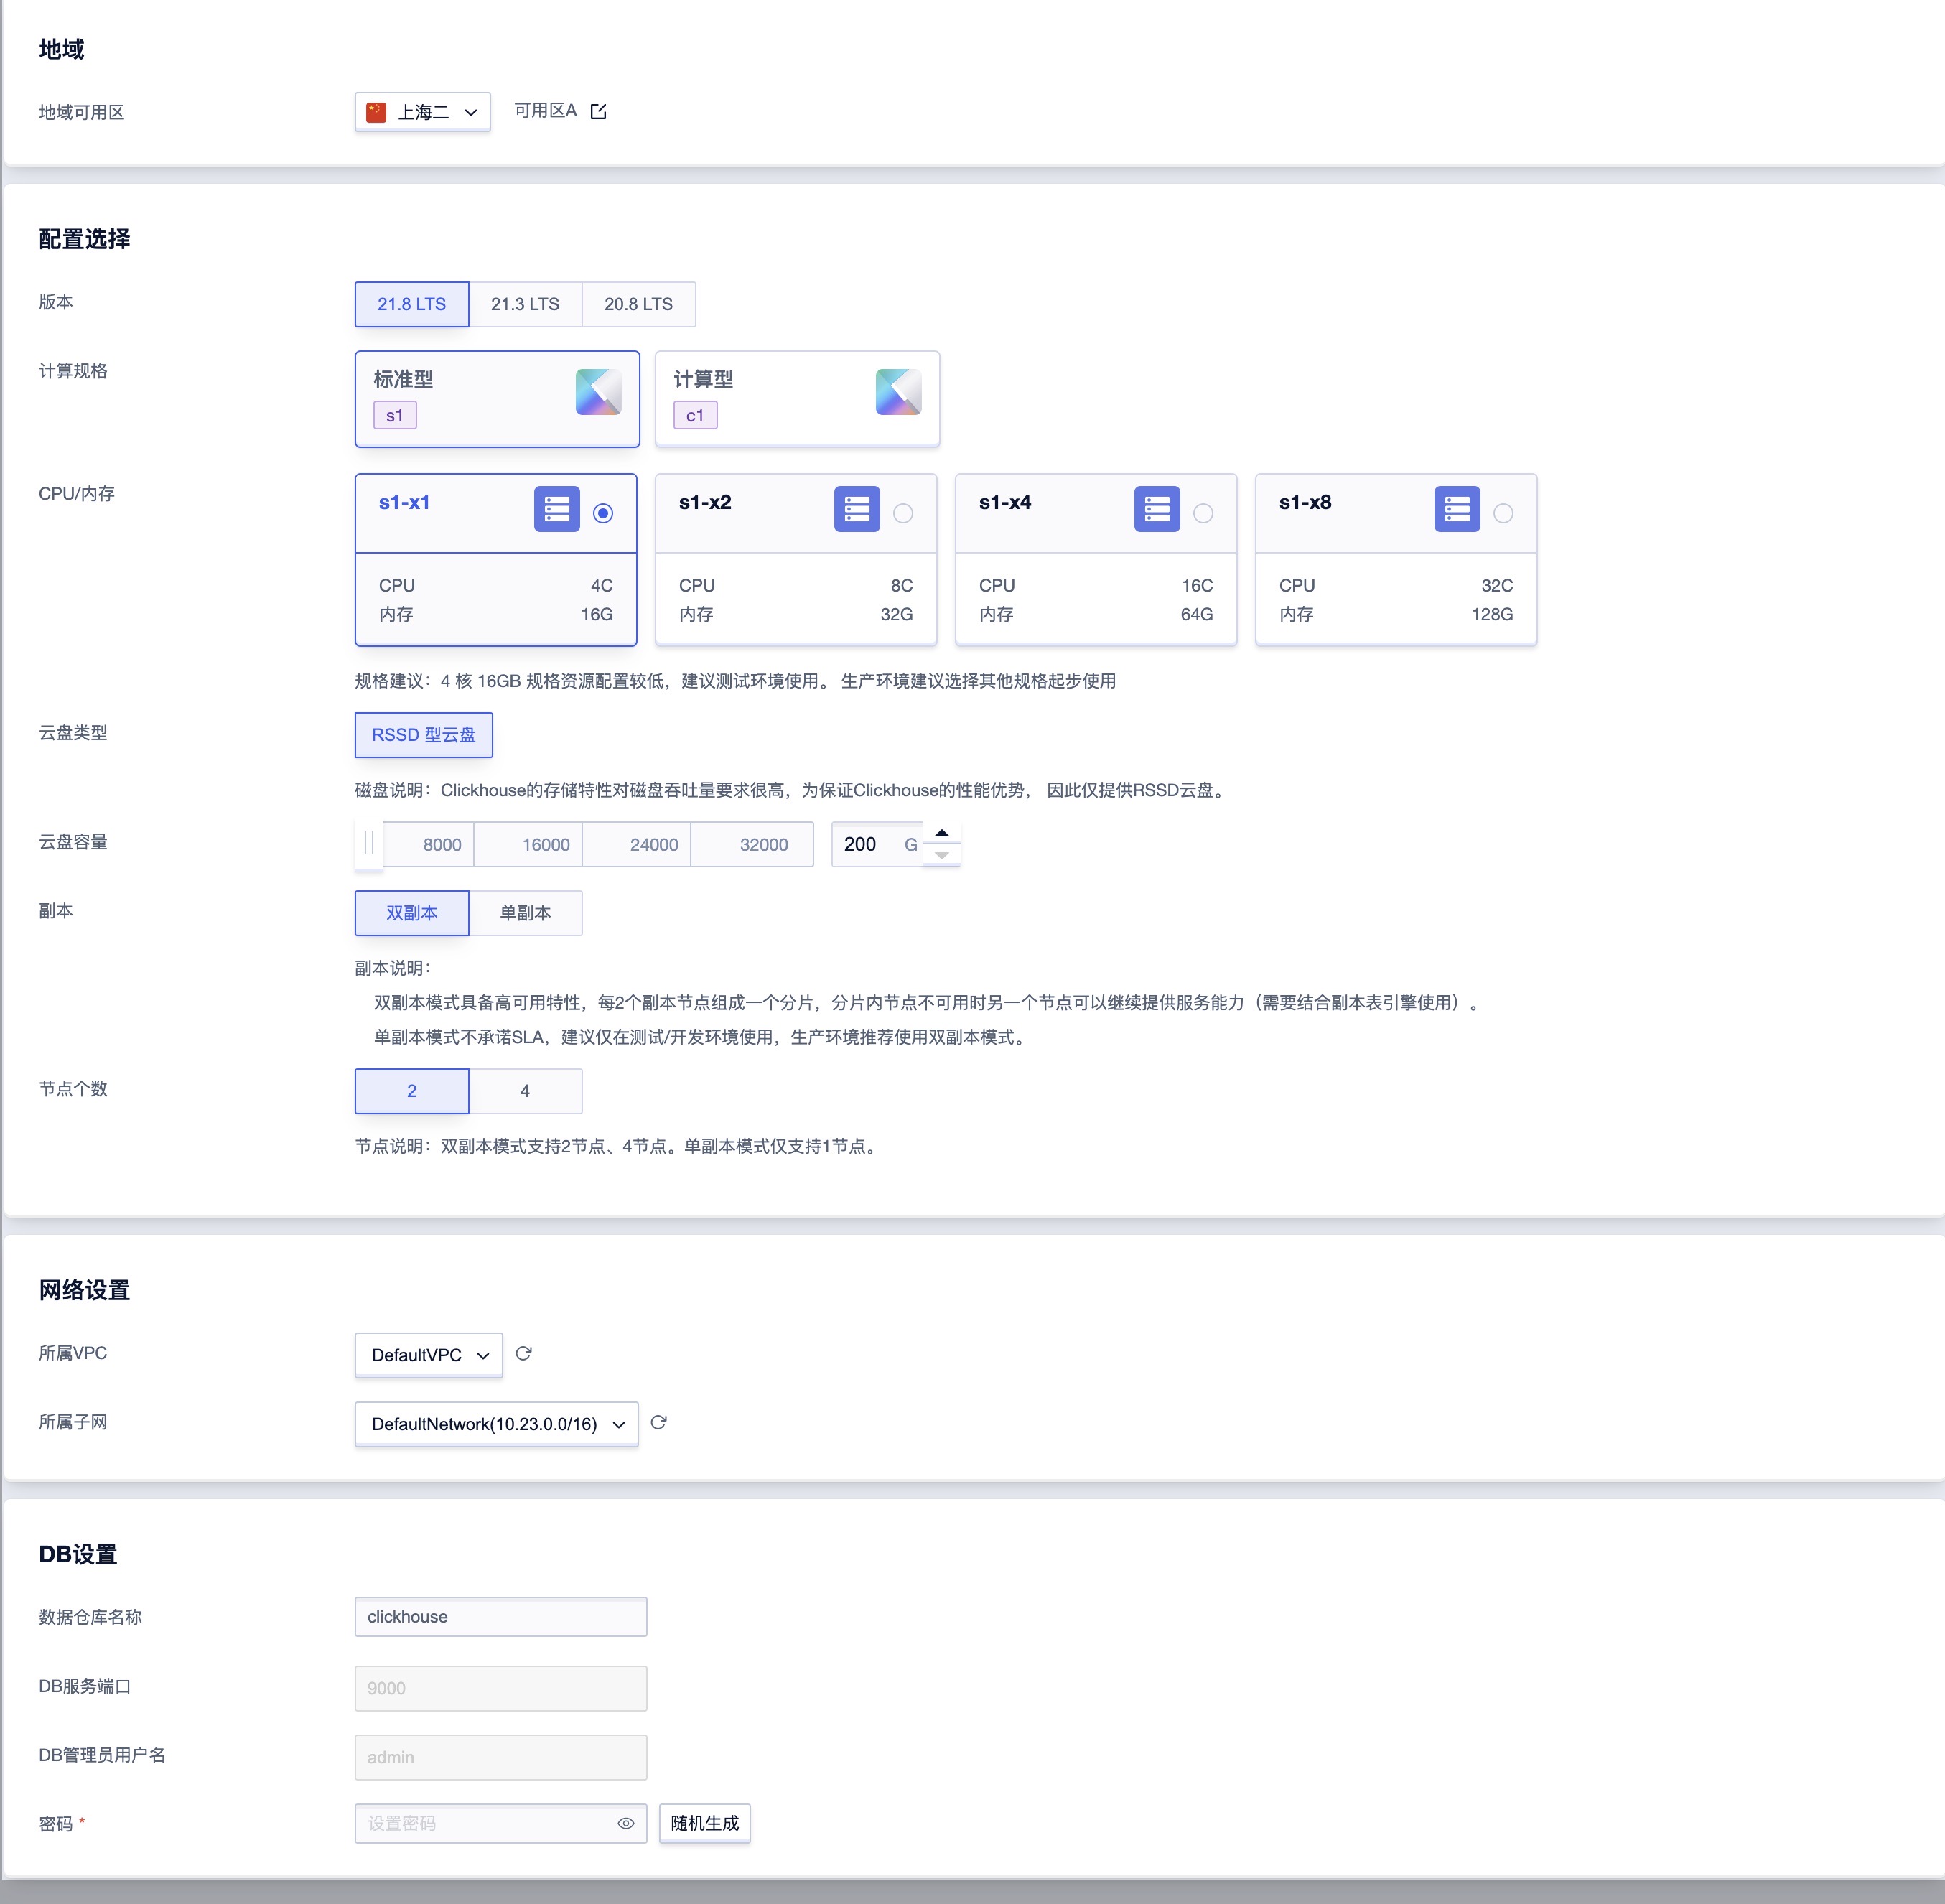 地域
地域可用区
上海二
可用区A
配置选择
版本
21.8 LTS
21.3 LTS
20.8 LTS
计算规格
标准型
s1
计算型
c1
CPU/内存
s1-x1
CPU 4C
内存 16G
s1-x2
CPU 8C
内存 32G
s1-x4
CPU 16C
内存 64G
s1-x8
CPU 32C
内存 128G
规格建议：4 核 16GB 规格资源配置较低，建议测试环境使用。 生产环境建议选择其他规格起步使用
云盘类型
RSSD 型云盘
磁盘说明：Clickhouse的存储特性对磁盘吞吐量要求很高，为保证Clickhouse的性能优势， 因此仅提供RSSD云盘。
云盘容量
8000
16000
24000
32000
200 G
副本
双副本
单副本
副本说明：
双副本模式具备高可用特性，每2个副本节点组成一个分片，分片内节点不可用时另一个节点可以继续提供服务能力（需要结合副本表引擎使用）。
单副本模式不承诺SLA，建议仅在测试/开发环境使用，生产环境推荐使用双副本模式。
节点个数
2
4
节点说明：双副本模式支持2节点、4节点。单副本模式仅支持1节点。
网络设置
所属VPC
DefaultVPC
所属子网
DefaultNetwork(10.23.0.0/16)
DB设置
数据仓库名称
clickhouse
DB服务端口
9000
DB管理员用户名
admin
密码 *
设置密码
随机生成